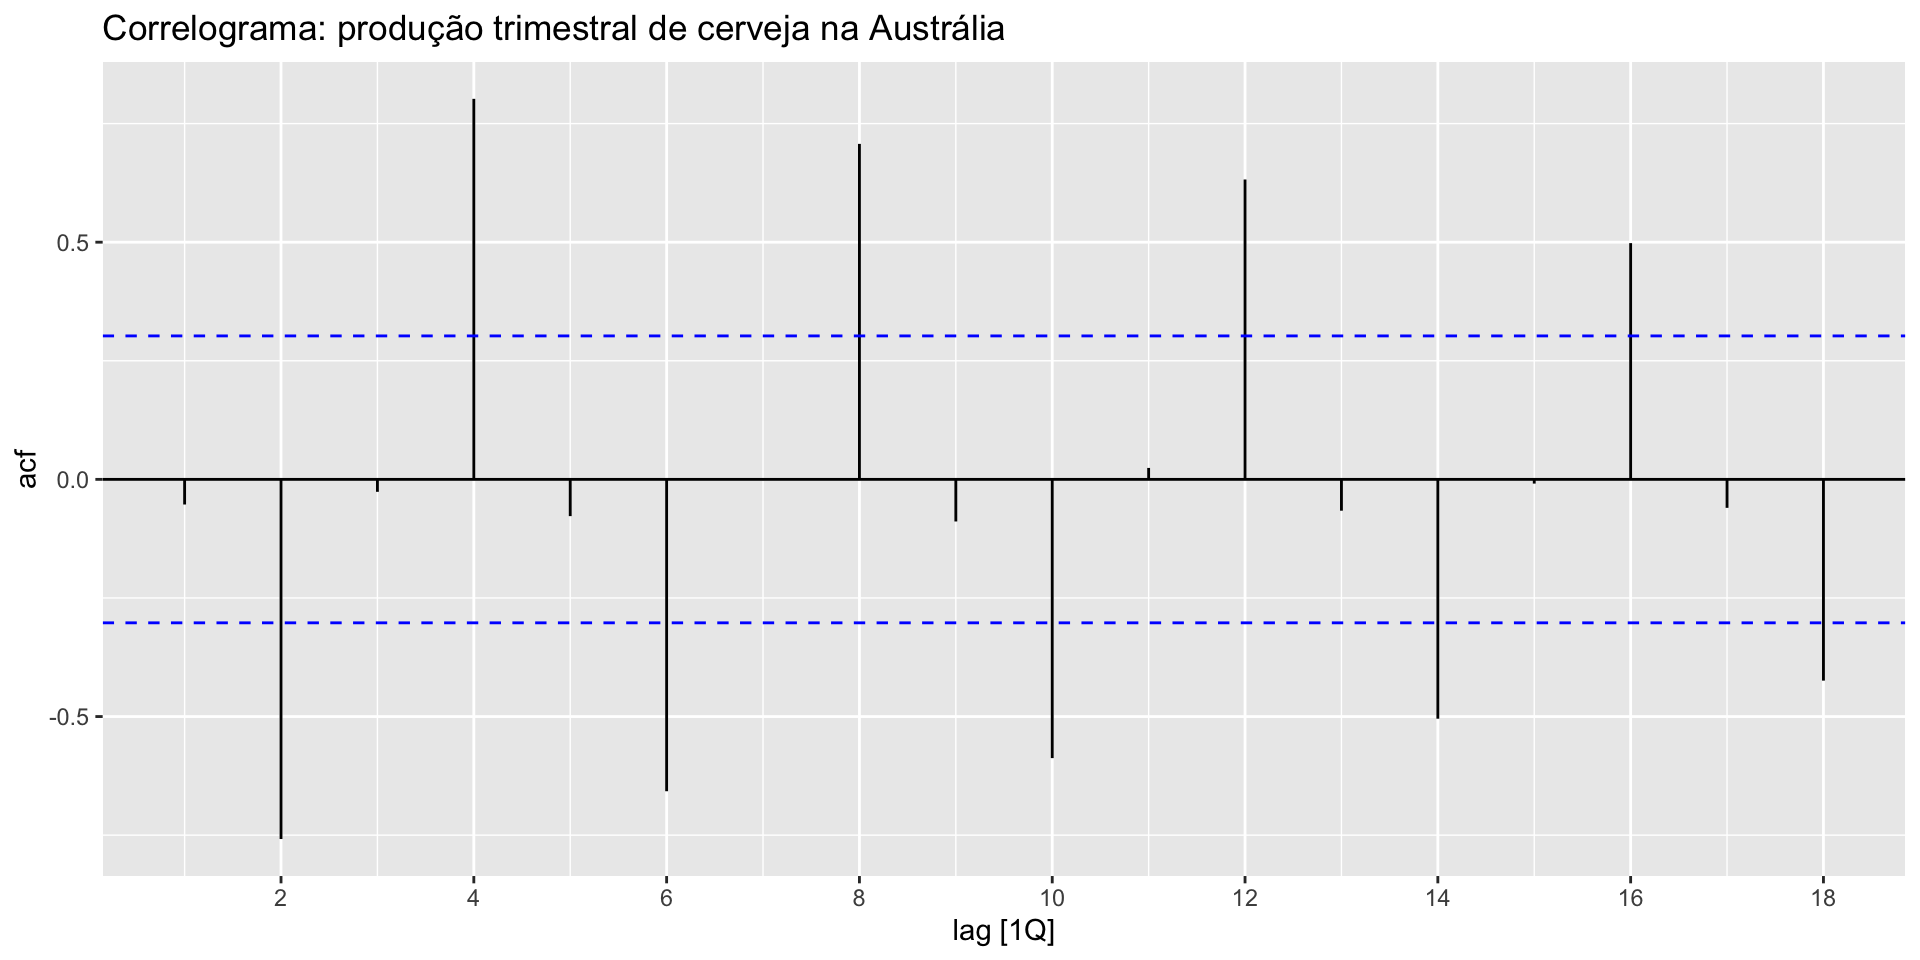 Correlograma: produção trimestral de cerveja na Austrália
acf
0.5
0.0
-0.5
2 4 6 8 10 12 14 16 18
lag [1Q]